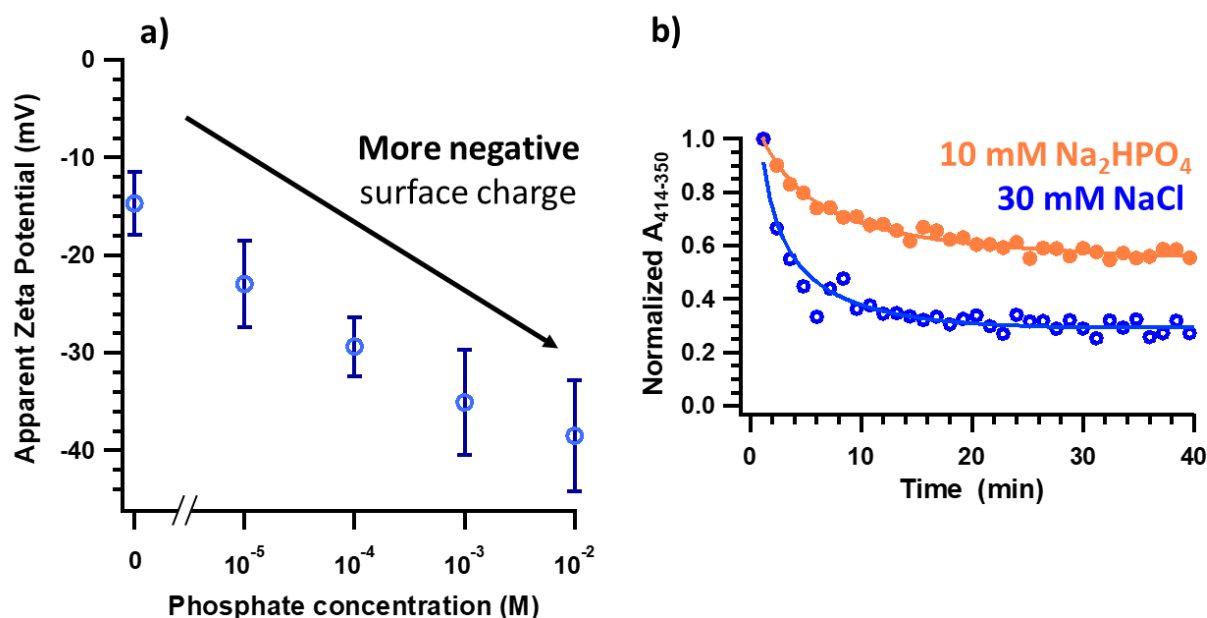 a)
0
-10
-20
-30
-40
Apparent Zeta Potential (mV)
More negative
surface charge
0
10⁻⁵
10⁻⁴
10⁻³
10⁻²
Phosphate concentration (M)
b)
1.0
0.8
0.6
0.4
0.2
0.0
Normalized A₄₁₄₋₃₅₀
10 mM Na₂HPO₄
30 mM NaCl
0
10
20
30
40
Time (min)